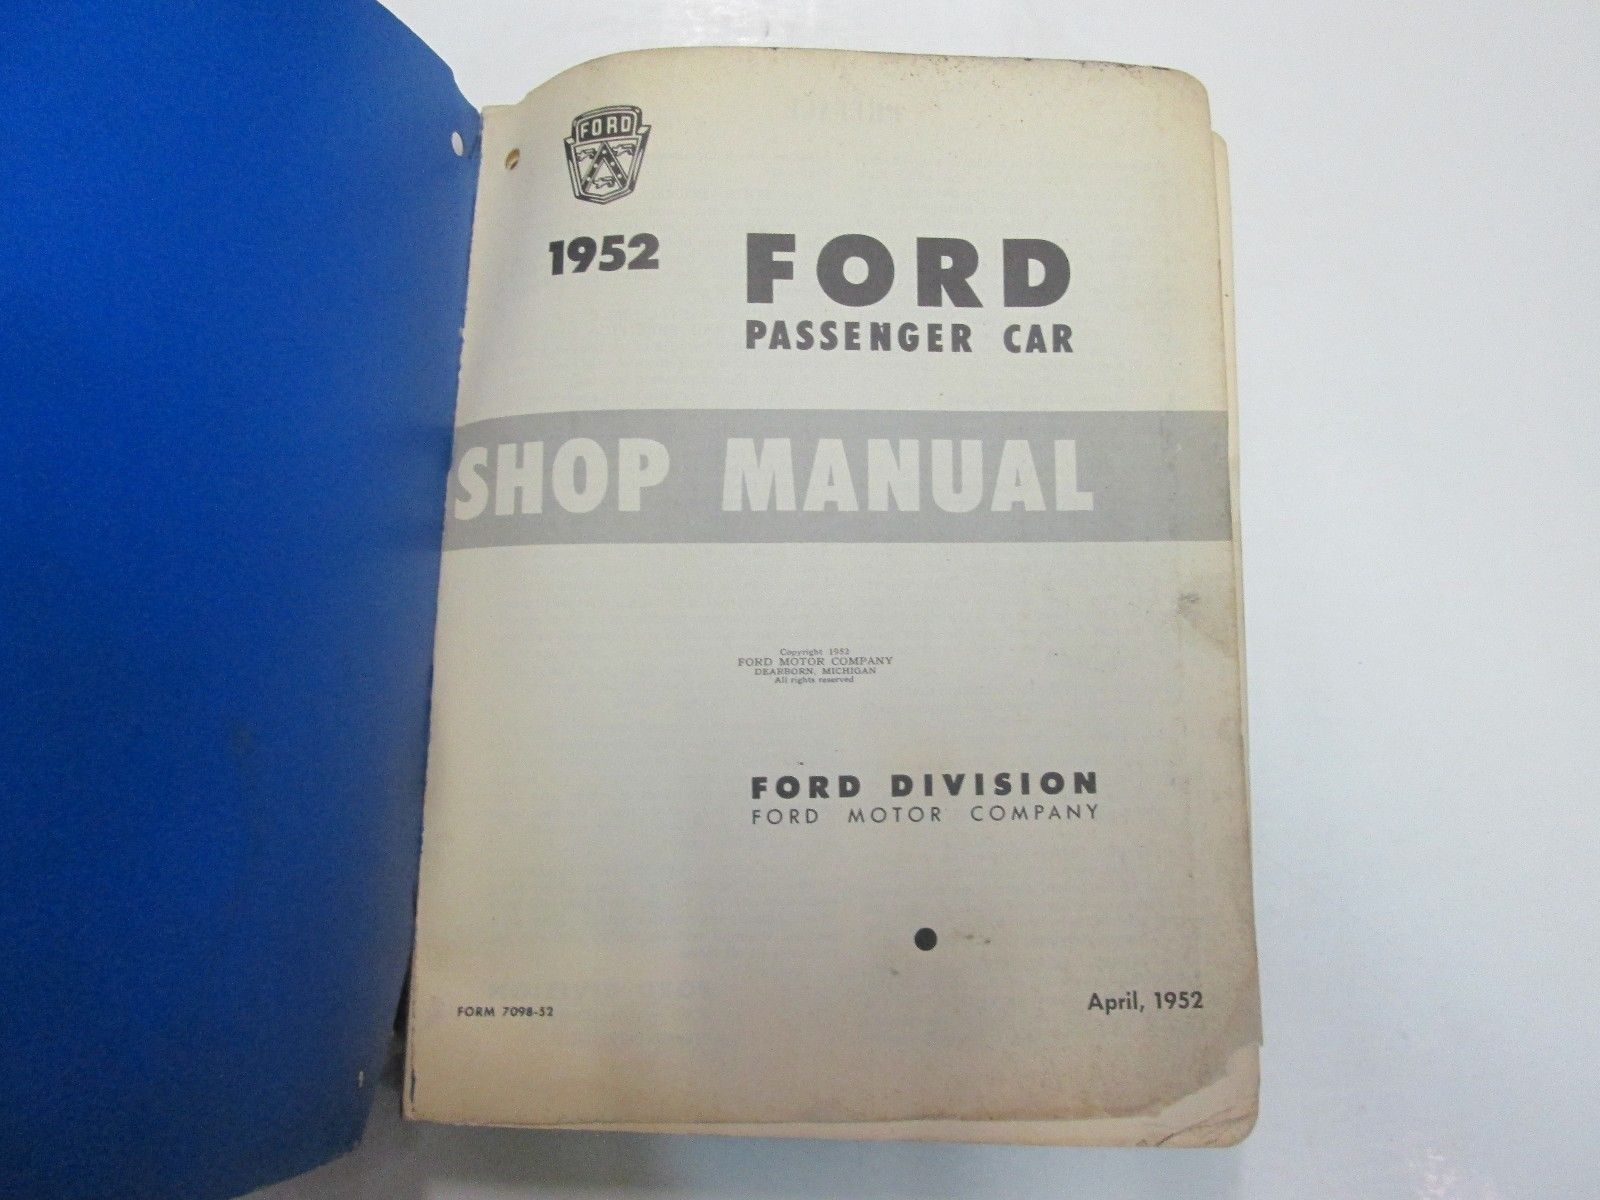 FORD
1952 FORD
PASSENGER CAR
SHOP MANUAL
Copyright 1952
FORD MOTOR COMPANY
DEARBORN, MICHIGAN
All rights reserved
FORD DIVISION
FORD MOTOR COMPANY
FORM 7098-52
April, 1952